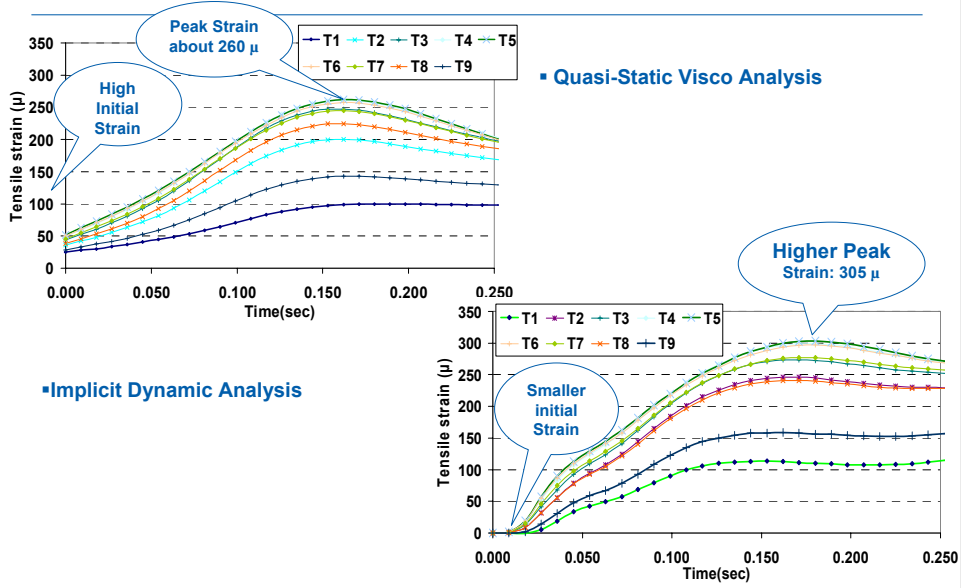 Peak Strain
about 260 µ
T1 T2 T3 T4 T5
T6 T7 T8 T9
High
Initial
Strain
▪ Quasi-Static Visco Analysis
Tensile strain (µ)
350
300
250
200
150
100
50
0
0.000 0.050 0.100 0.150 0.200 0.250
Time(sec)
Higher Peak
Strain: 305 µ
T1 T2 T3 T4 T5
T6 T7 T8 T9
▪Implicit Dynamic Analysis
Smaller
initial
Strain
Tensile strain (µ)
350
300
250
200
150
100
50
0
0.000 0.050 0.100 0.150 0.200 0.250
Time(sec)